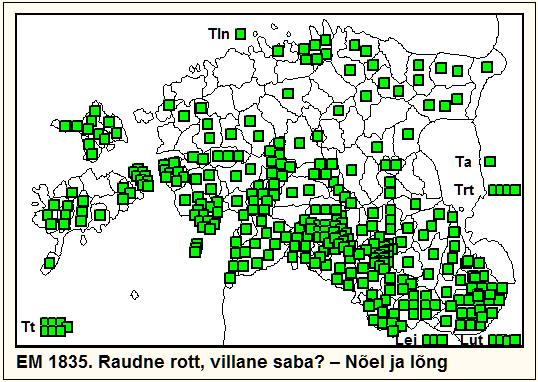 Tln
Ta
Trt
Tt
Lei
Lut
EM 1835. Raudne rott, villane saba? – Nõel ja lõng